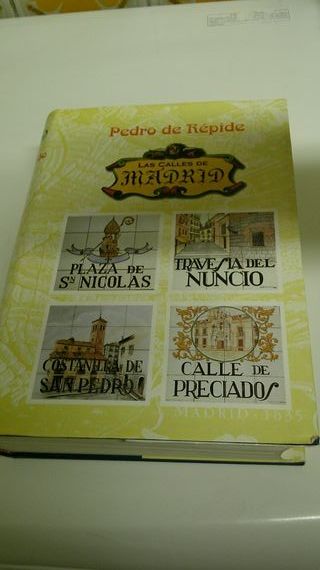 Pedro de Répide
LAS CALLES DE
MADRID
PLAZA DE
Sn NICOLAS
TRAVESIA DEL
NUNCIO
COSTANILLA DE
SAN PEDRO
CALLE DE
PRECIADOS
MADRID · 1635